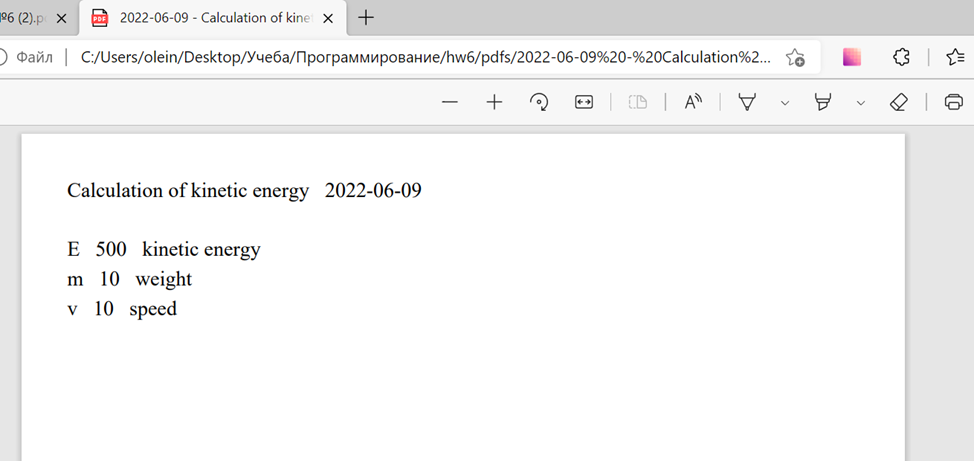 №6 (2).p
PDF
2022-06-09 - Calculation of kine
Файл
C:/Users/olein/Desktop/Учеба/Программирование/hw6/pdfs/2022-06-09%20-%20Calculation%2...
Calculation of kinetic energy 2022-06-09
E 500 kinetic energy
m 10 weight
v 10 speed